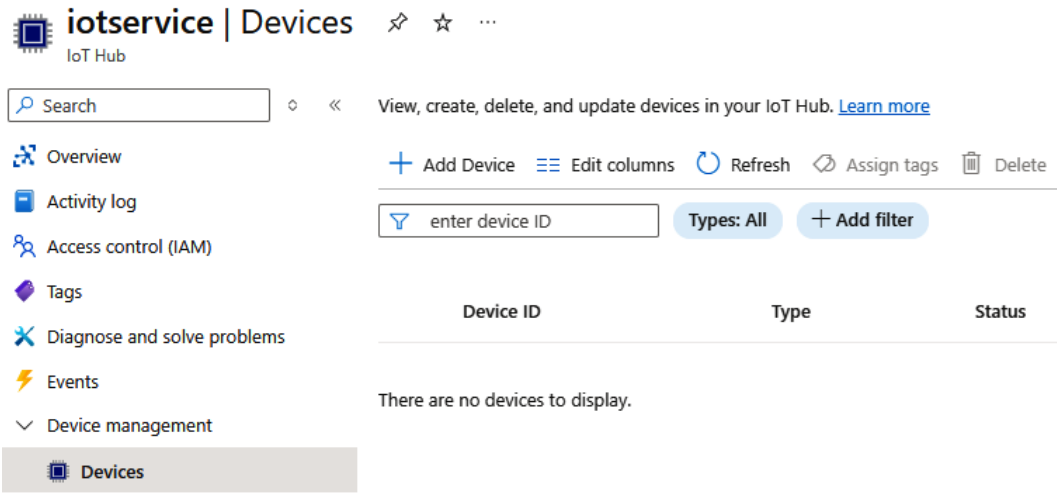 iotservice | Devices
IoT Hub
Search
Overview
Activity log
Access control (IAM)
Tags
Diagnose and solve problems
Events
Device management
Devices
View, create, delete, and update devices in your IoT Hub. Learn more
Add Device Edit columns Refresh Assign tags Delete
enter device ID Types: All Add filter
Device ID Type Status
There are no devices to display.